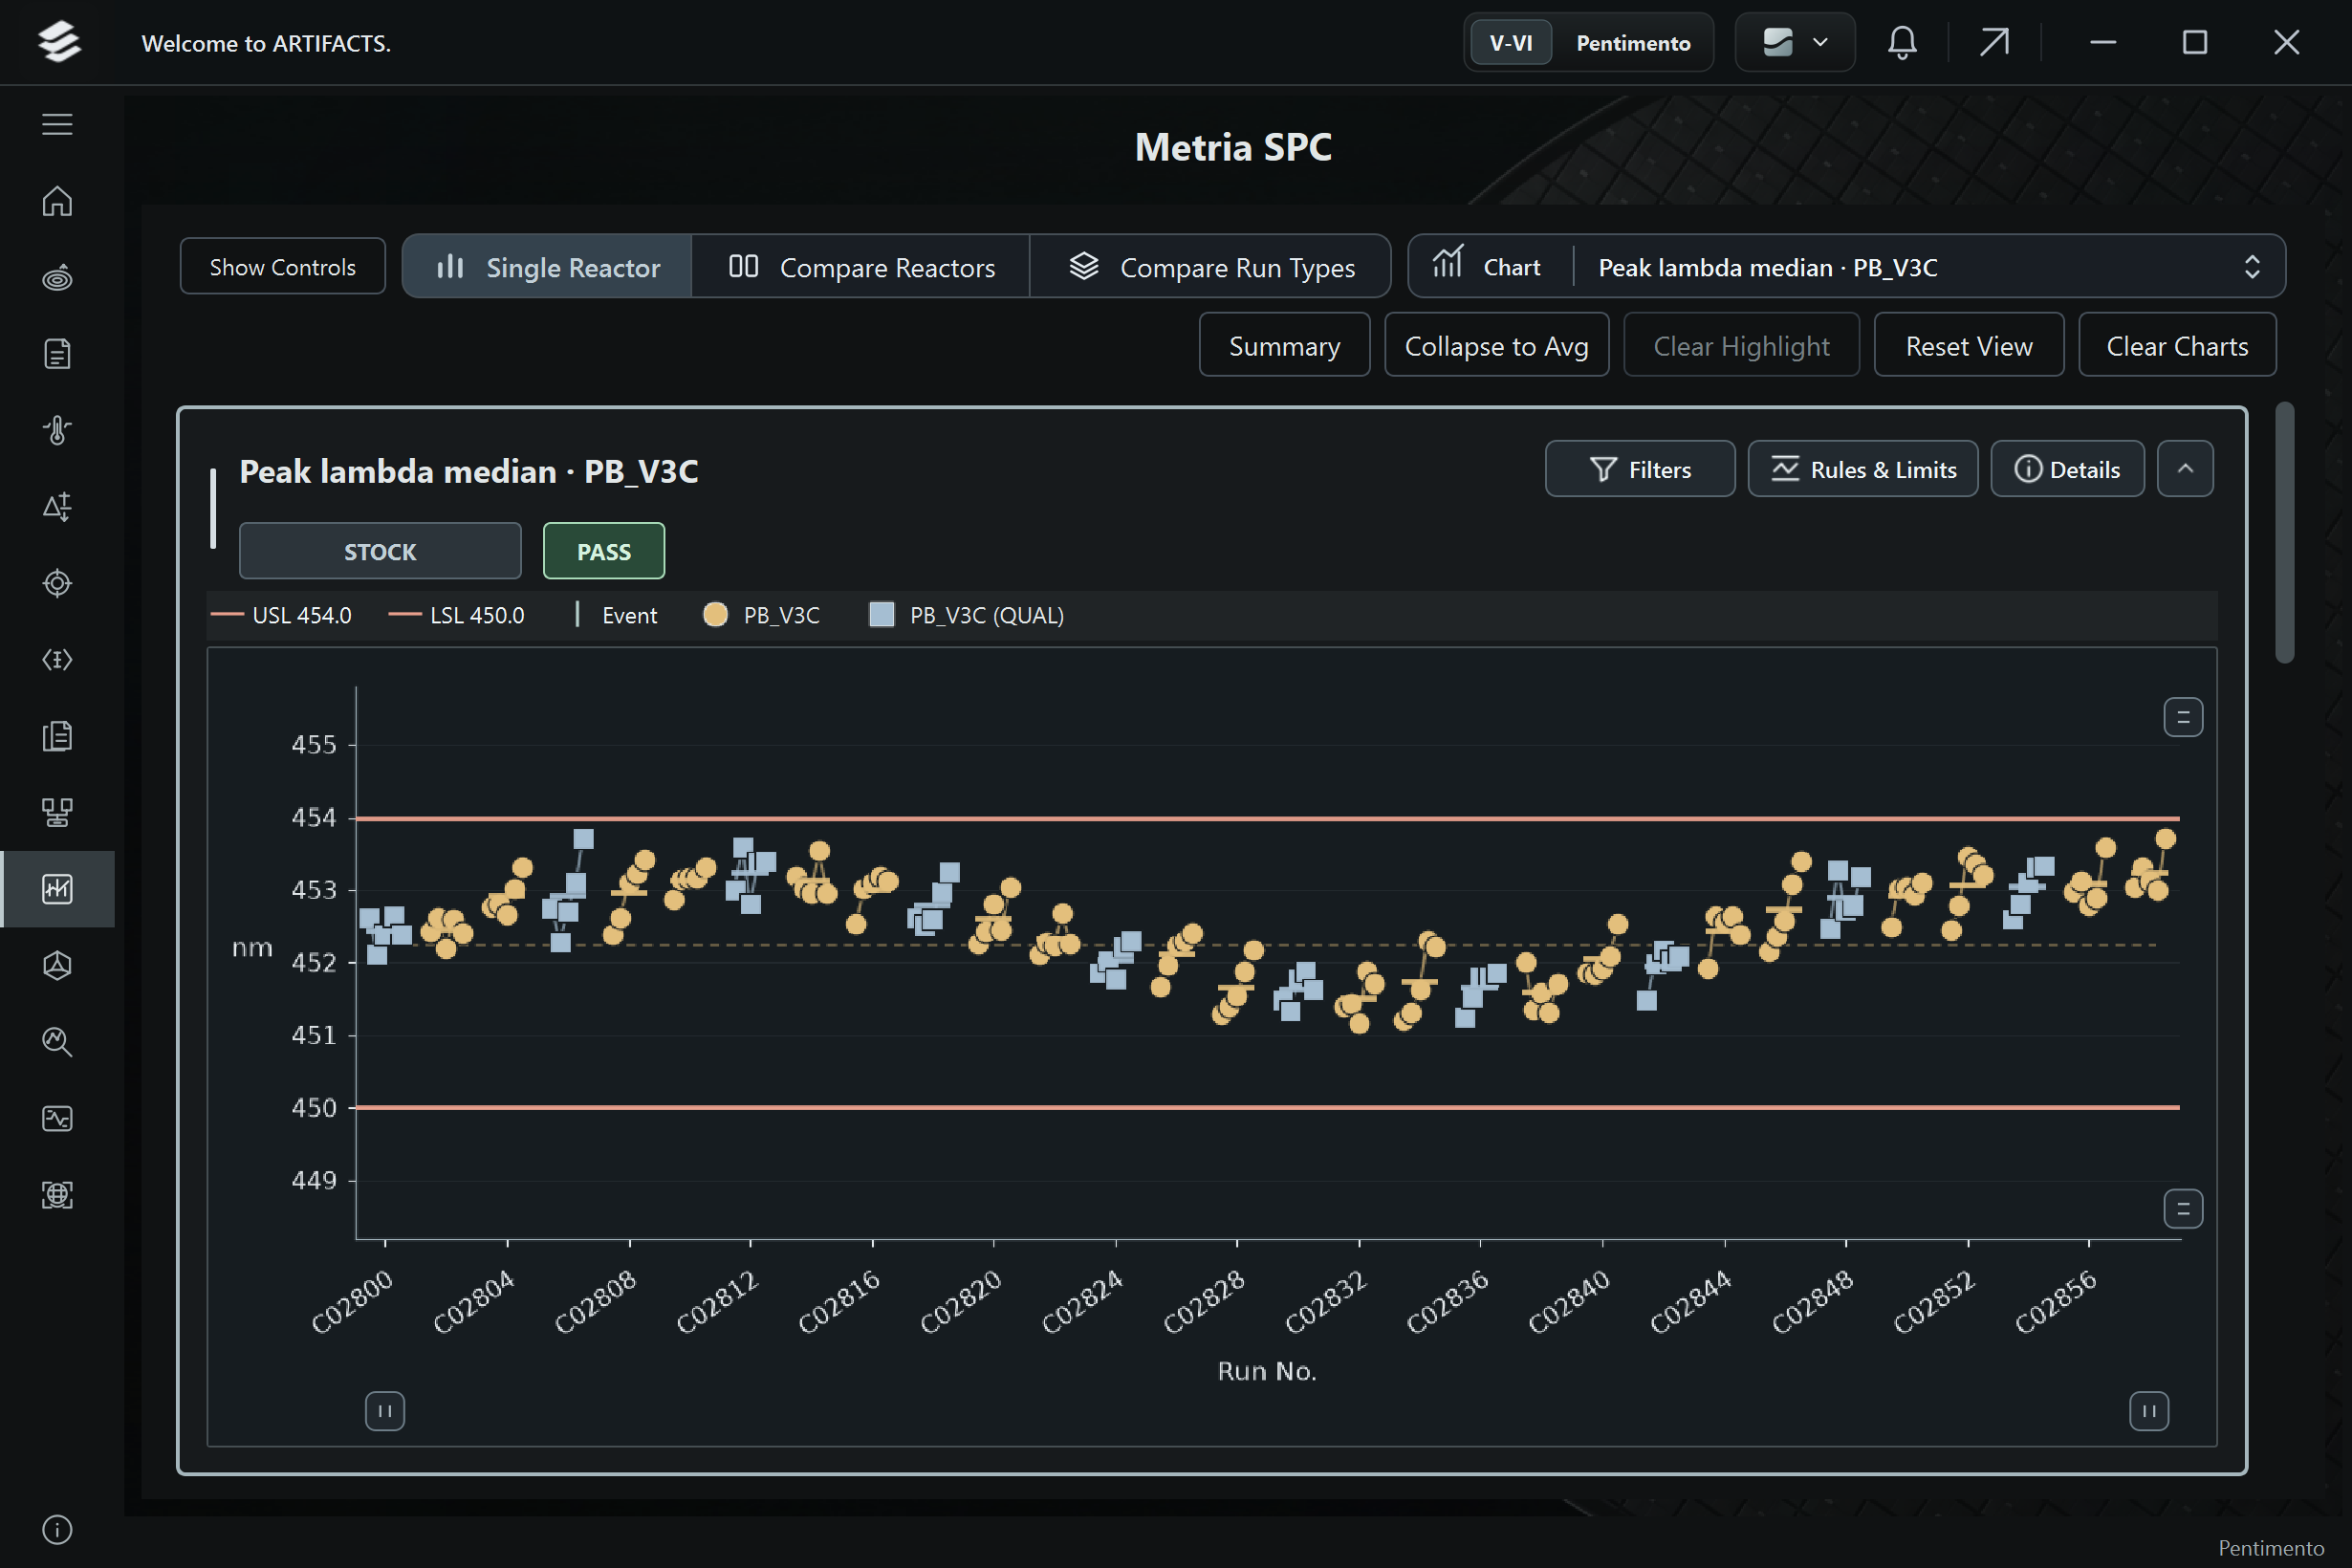 Welcome to ARTIFACTS.
V-VI Pentimento
Metria SPC
Show Controls Single Reactor Compare Reactors Compare Run Types Chart Peak lambda median · PB_V3C
Summary Collapse to Avg Clear Highlight Reset View Clear Charts
Peak lambda median · PB_V3C Filters Rules & Limits Details
STOCK PASS
USL 454.0 LSL 450.0 Event PB_V3C PB_V3C (QUAL)
455
454
453
nm
452
451
450
449
C02800 C02804 C02808 C02812 C02816 C02820 C02824 C02828 C02832 C02836 C02840 C02844 C02848 C02852 C02856
Run No.
Pentimento